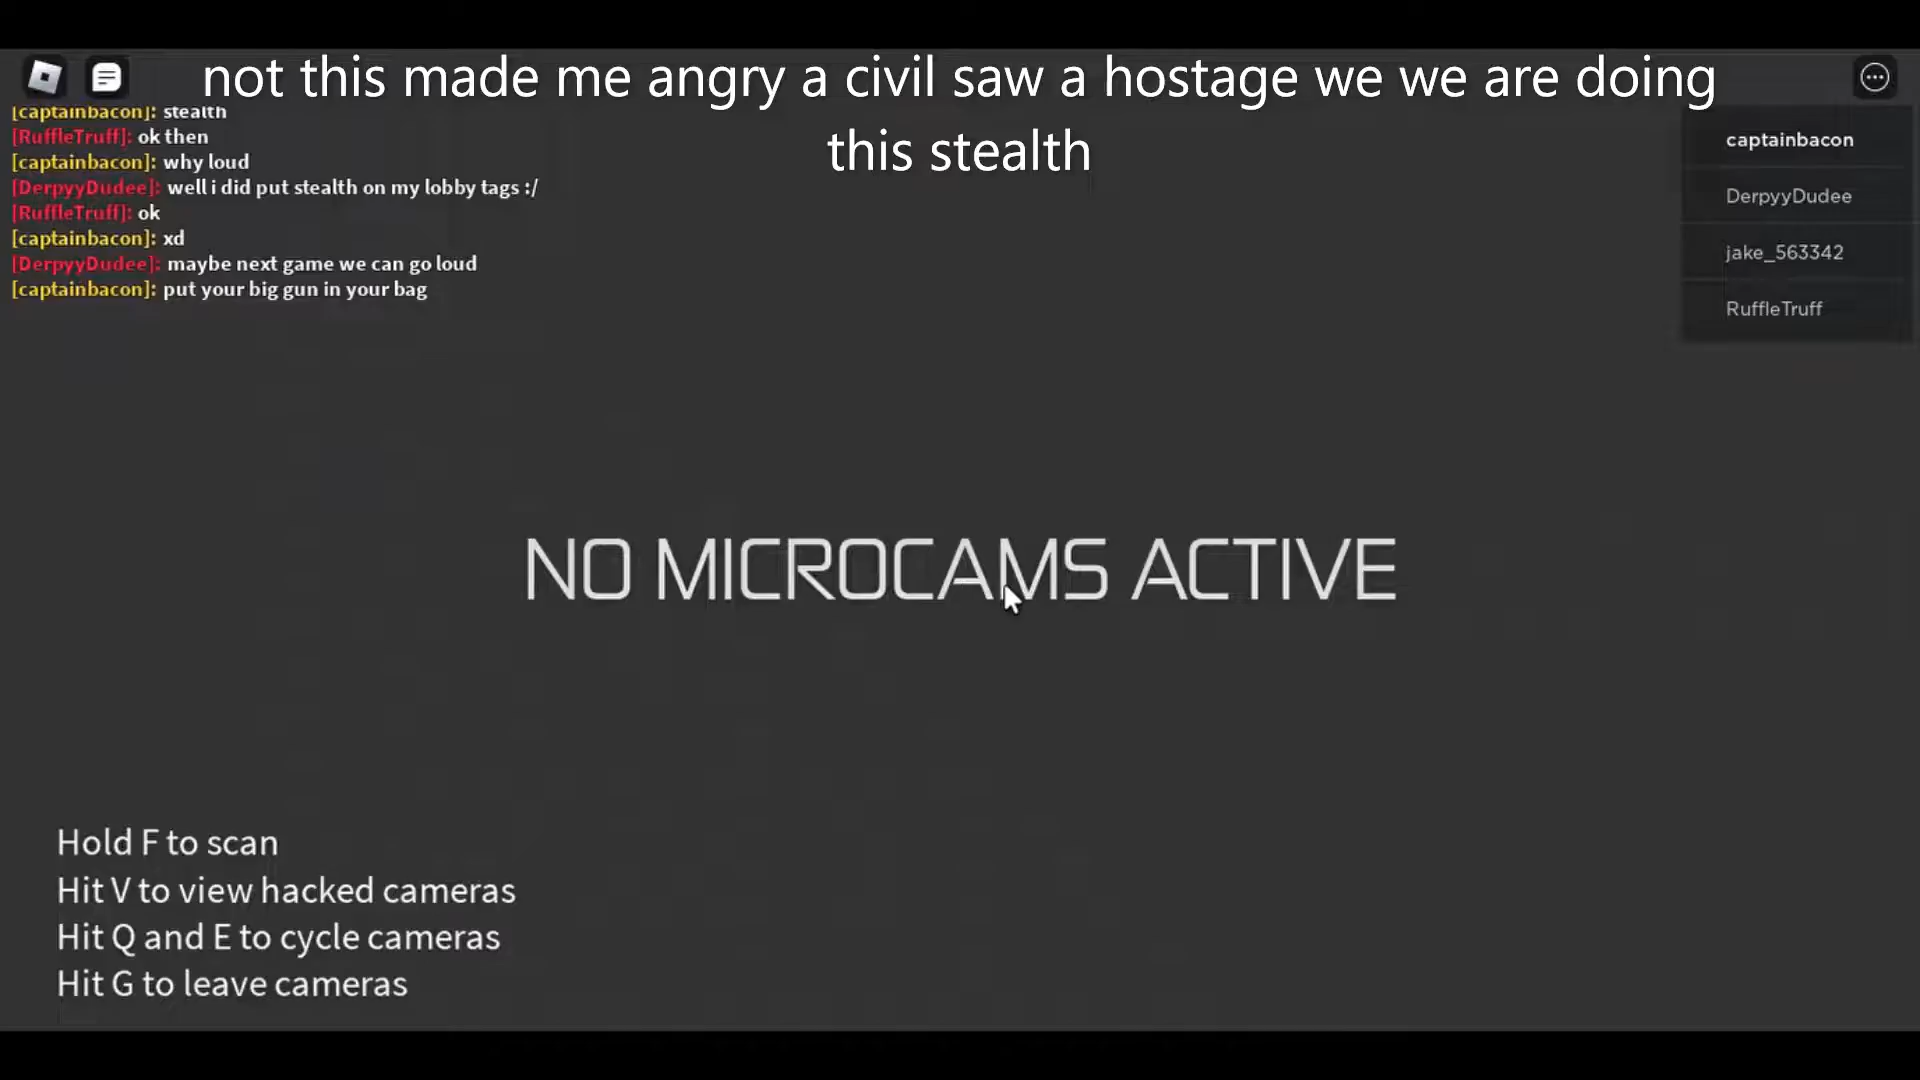 not this made me angry a civil saw a hostage we we are doing
this stealth
[captainbacon]: stealth
[RuffleTruff]: ok then
[captainbacon]: why loud
[DerpyyDudee]: well i did put stealth on my lobby tags :/
[RuffleTruff]: ok
[captainbacon]: xd
[DerpyyDudee]: maybe next game we can go loud
[captainbacon]: put your big gun in your bag
captainbacon
DerpyyDudee
jake_563342
RuffleTruff
NO MICROCAMS ACTIVE
Hold F to scan
Hit V to view hacked cameras
Hit Q and E to cycle cameras
Hit G to leave cameras